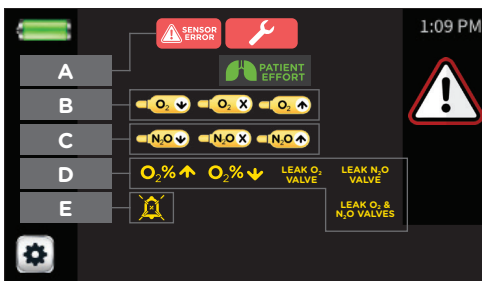 SENSOR
ERROR
1:09 PM
A
PATIENT
EFFORT
B
O₂ O₂ X O₂
C
N₂O N₂O X N₂O
D
O₂% O₂% LEAK O₂ LEAK N₂O
VALVE VALVE
E
LEAK O₂ &
N₂O VALVES